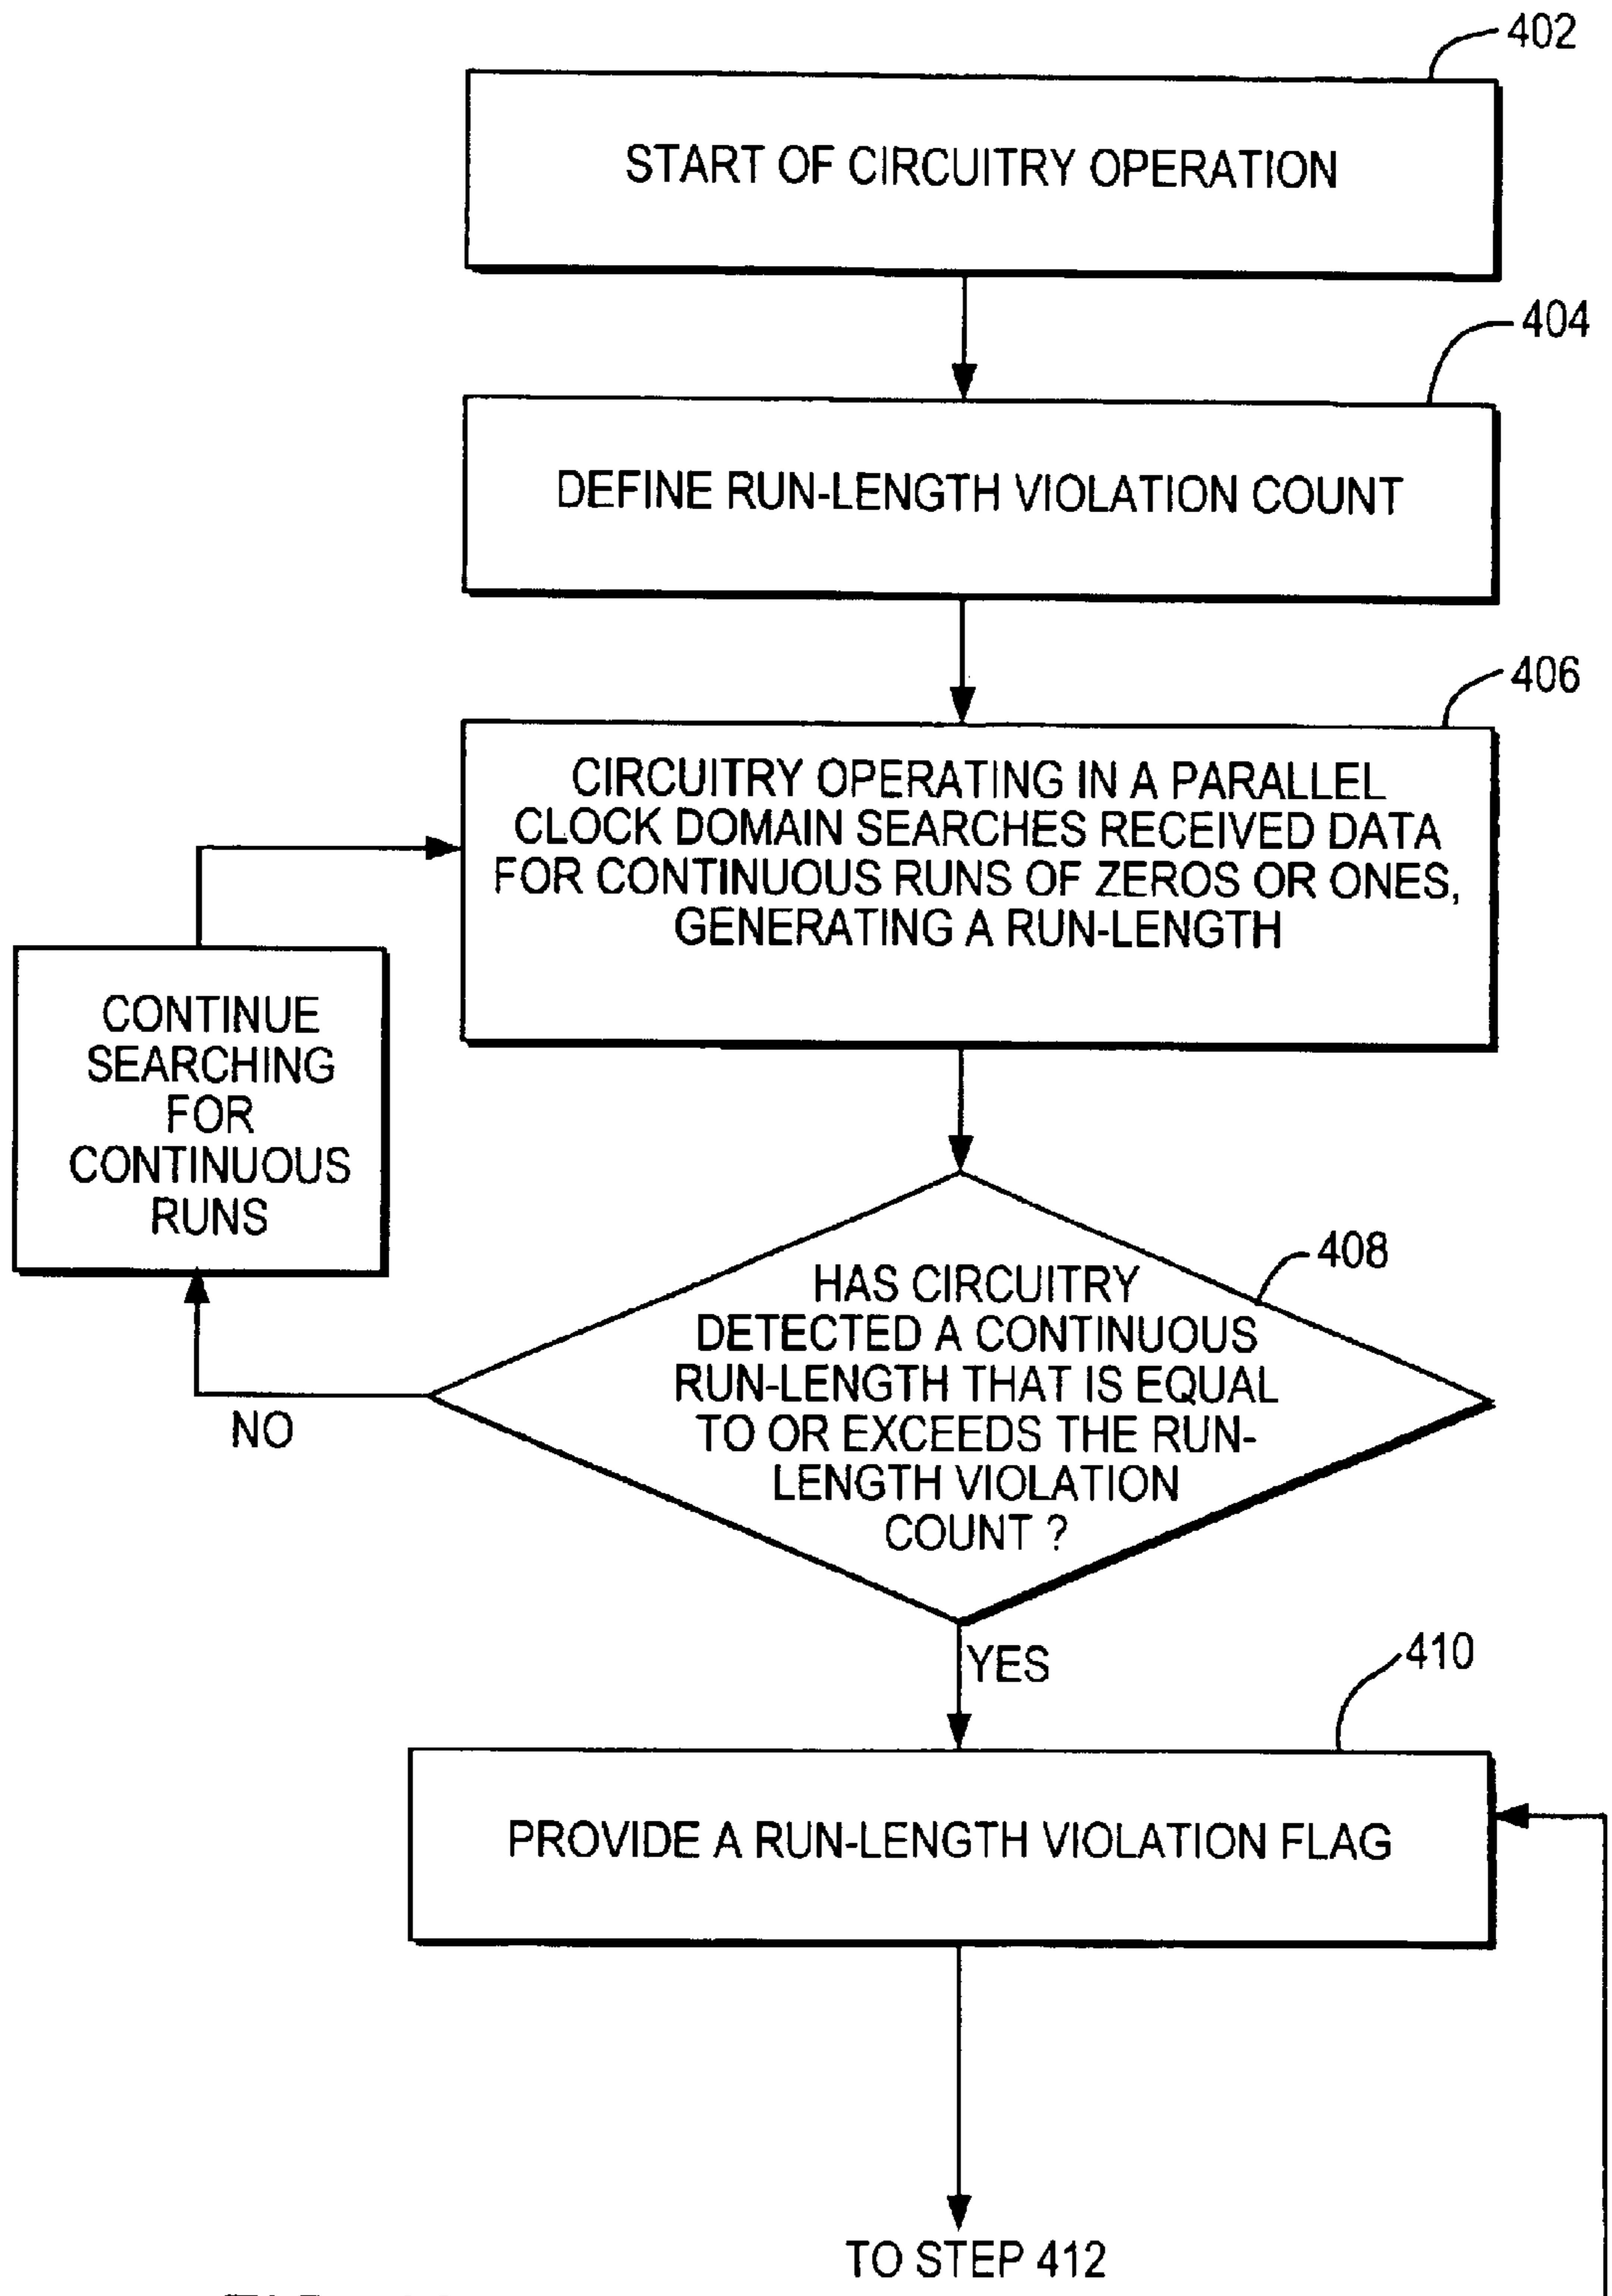 402
START OF CIRCUITRY OPERATION
404
DEFINE RUN-LENGTH VIOLATION COUNT
406
CIRCUITRY OPERATING IN A PARALLEL
CLOCK DOMAIN SEARCHES RECEIVED DATA
FOR CONTINUOUS RUNS OF ZEROS OR ONES,
GENERATING A RUN-LENGTH
CONTINUE
SEARCHING
FOR
CONTINUOUS
RUNS
408
HAS CIRCUITRY
DETECTED A CONTINUOUS
RUN-LENGTH THAT IS EQUAL
TO OR EXCEEDS THE RUN-
LENGTH VIOLATION
COUNT ?
NO
YES
410
PROVIDE A RUN-LENGTH VIOLATION FLAG
TO STEP 412